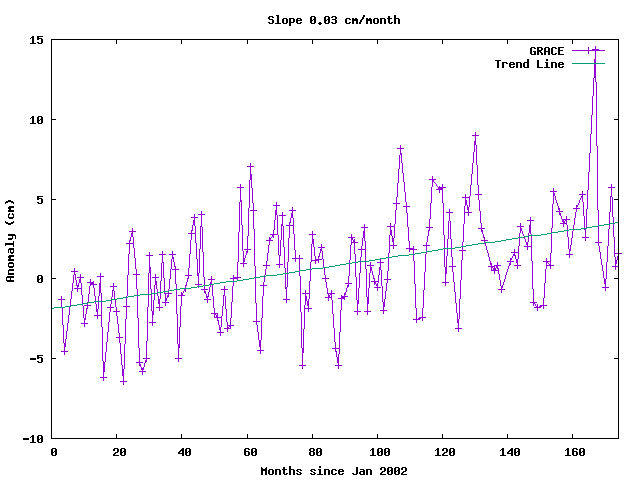 Slope 0.03 cm/month
15
GRACE
Trend Line
10
5
Anomaly (cm)
0
-5
-10
0 20 40 60 80 100 120 140 160
Months since Jan 2002